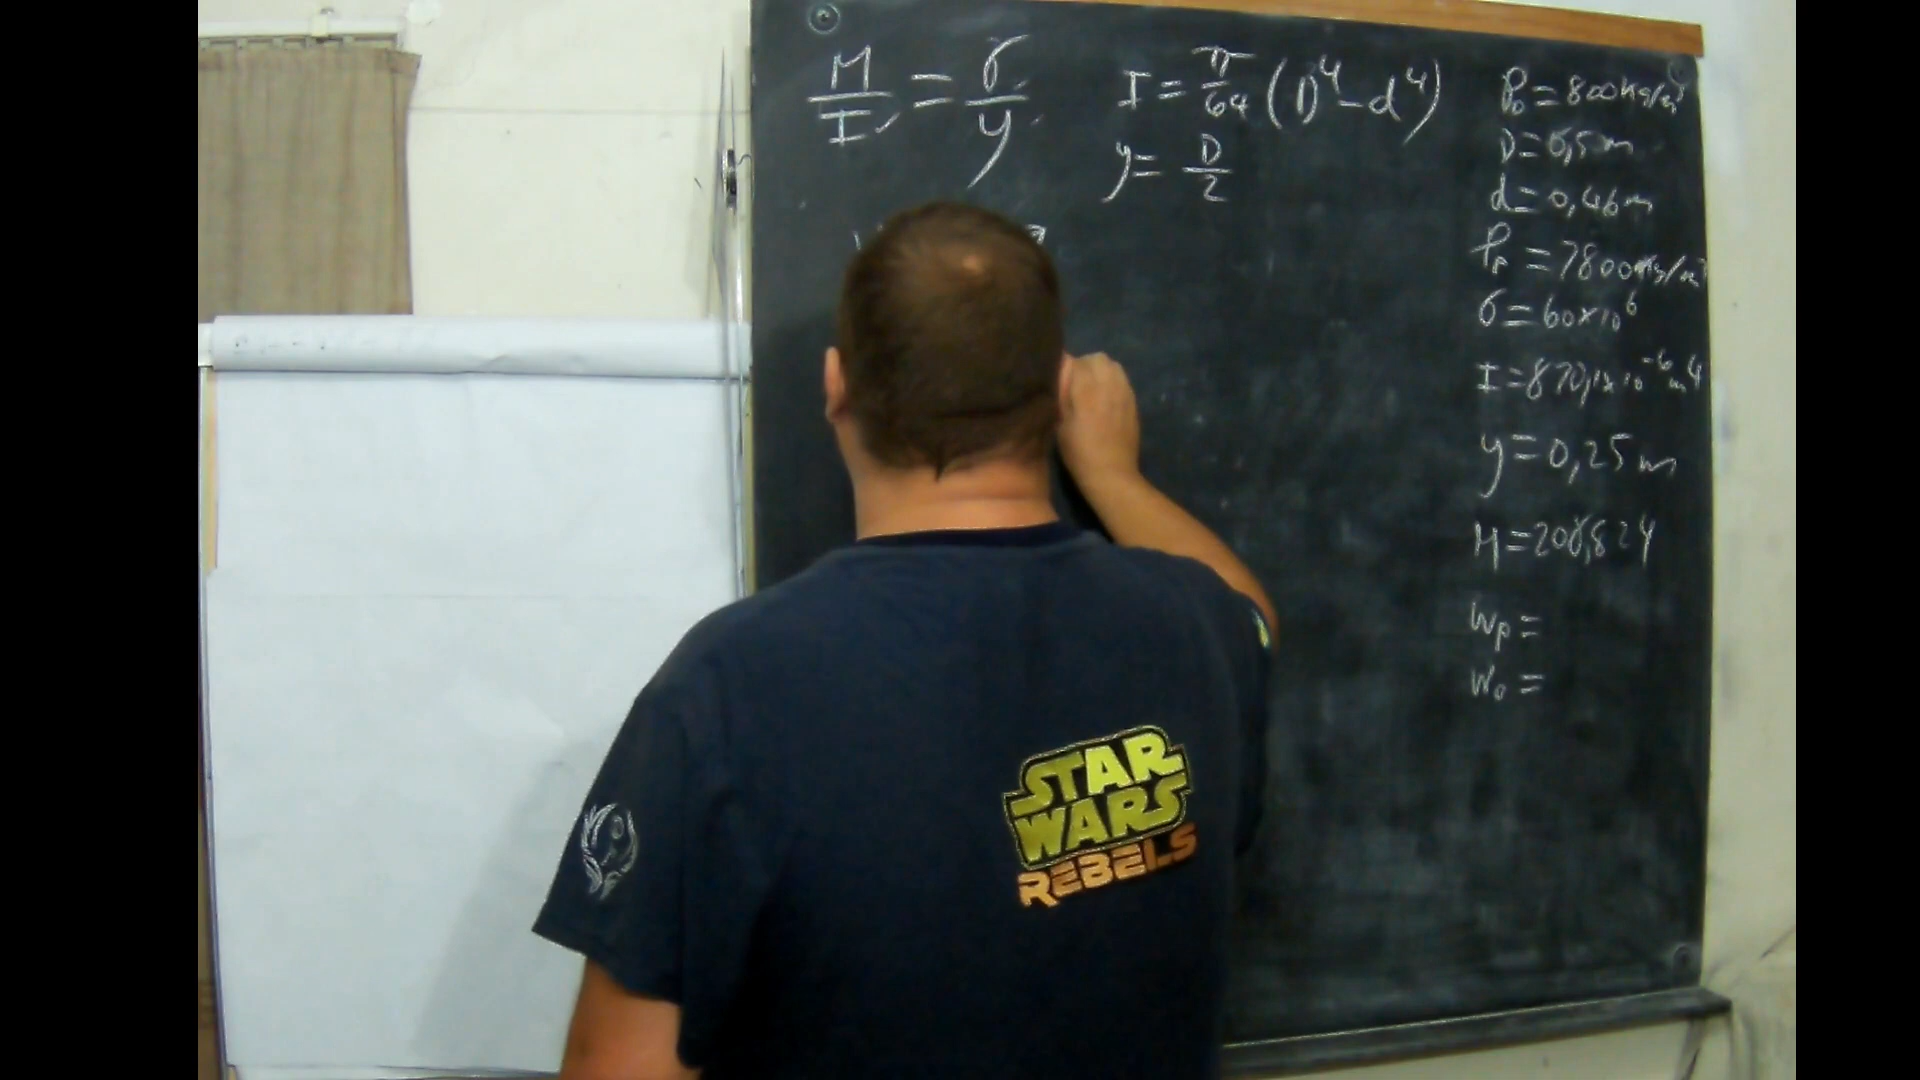 M/I = σ/y
I = π/64 (D⁴ - d⁴)
y = D/2
ρ₀ = 800 kg/m³
D = 0,5 m
d = 0,46 m
ρₚ = 7800 kg/m³
σ = 60×10⁶
I = 870,1×10⁻⁶ m⁴
y = 0,25 m
M = 208,824
Wₚ =
W₀ =
STAR
WARS
REBELS